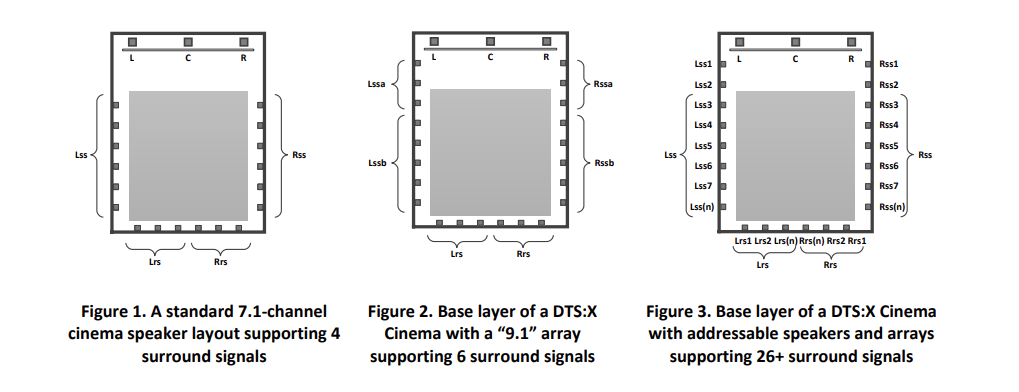 L C R
Lss
Rss
Lrs Rrs
Figure 1. A standard 7.1-channel
cinema speaker layout supporting 4
surround signals
L C R
Lssa
Rssa
Lssb
Rssb
Lrs Rrs
Figure 2. Base layer of a DTS:X
Cinema with a “9.1” array
supporting 6 surround signals
L C R
Lss1 Rss1
Lss2 Rss2
Lss3 Rss3
Lss4 Rss4
Lss5 Rss5
Lss Rss
Lss6 Rss6
Lss7 Rss7
Lss(n) Rss(n)
Lrs1 Lrs2 Lrs(n) Rrs(n) Rrs2 Rrs1
Lrs Rrs
Figure 3. Base layer of a DTS:X Cinema
with addressable speakers and arrays
supporting 26+ surround signals